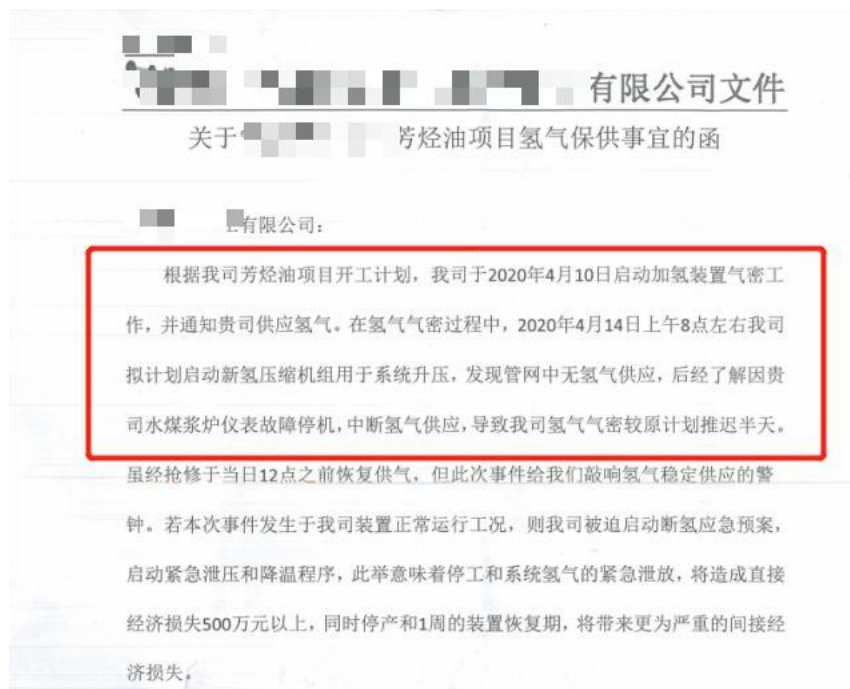 有限公司文件
关于 芳烃油项目氢气保供事宜的函
有限公司:
根据我司芳烃油项目开工计划，我司于2020年4月10日启动加氢装置气密工
作，并通知贵司供应氢气。在氢气气密过程中，2020年4月14日上午8点左右我司
拟计划启动新氢压缩机组用于系统升压，发现管网中无氢气供应，后经了解因贵
司水煤浆炉仪表故障停机，中断氢气供应，导致我司氢气气密较原计划推迟半天。
虽经抢修于当日12点之前恢复供气，但此次事件给我们敲响氢气稳定供应的警
钟。若本次事件发生于我司装置正常运行工况，则我司被迫启动断氢应急预案，
启动紧急泄压和降温程序，此举意味着停工和系统氢气的紧急泄放，将造成直接
经济损失500万元以上，同时停产和1周的装置恢复期，将带来更为严重的间接经
济损失。